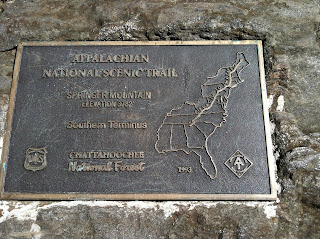 APPALACHIAN
NATIONAL SCENIC TRAIL
SPRINGER MOUNTAIN
ELEVATION 3782
Southern Terminus
CHATTAHOOCHEE
National Forest
1993